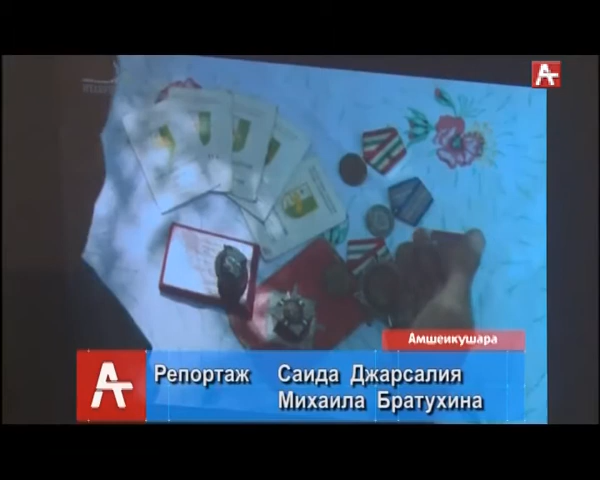 Амшеикушара
Репортаж Саида Джарсалия
Михаила Братухина